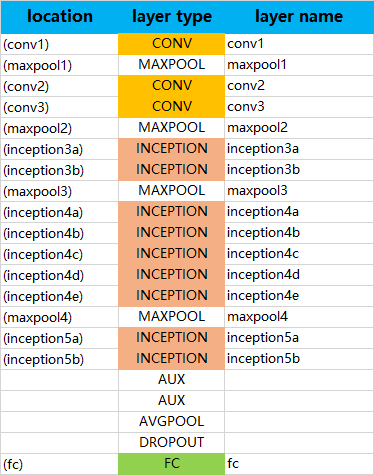 location layer type layer name
(conv1) CONV conv1
(maxpool1) MAXPOOL maxpool1
(conv2) CONV conv2
(conv3) CONV conv3
(maxpool2) MAXPOOL maxpool2
(inception3a) INCEPTION inception3a
(inception3b) INCEPTION inception3b
(maxpool3) MAXPOOL maxpool3
(inception4a) INCEPTION inception4a
(inception4b) INCEPTION inception4b
(inception4c) INCEPTION inception4c
(inception4d) INCEPTION inception4d
(inception4e) INCEPTION inception4e
(maxpool4) MAXPOOL maxpool4
(inception5a) INCEPTION inception5a
(inception5b) INCEPTION inception5b
AUX
AUX
AVGPOOL
DROPOUT
(fc) FC fc